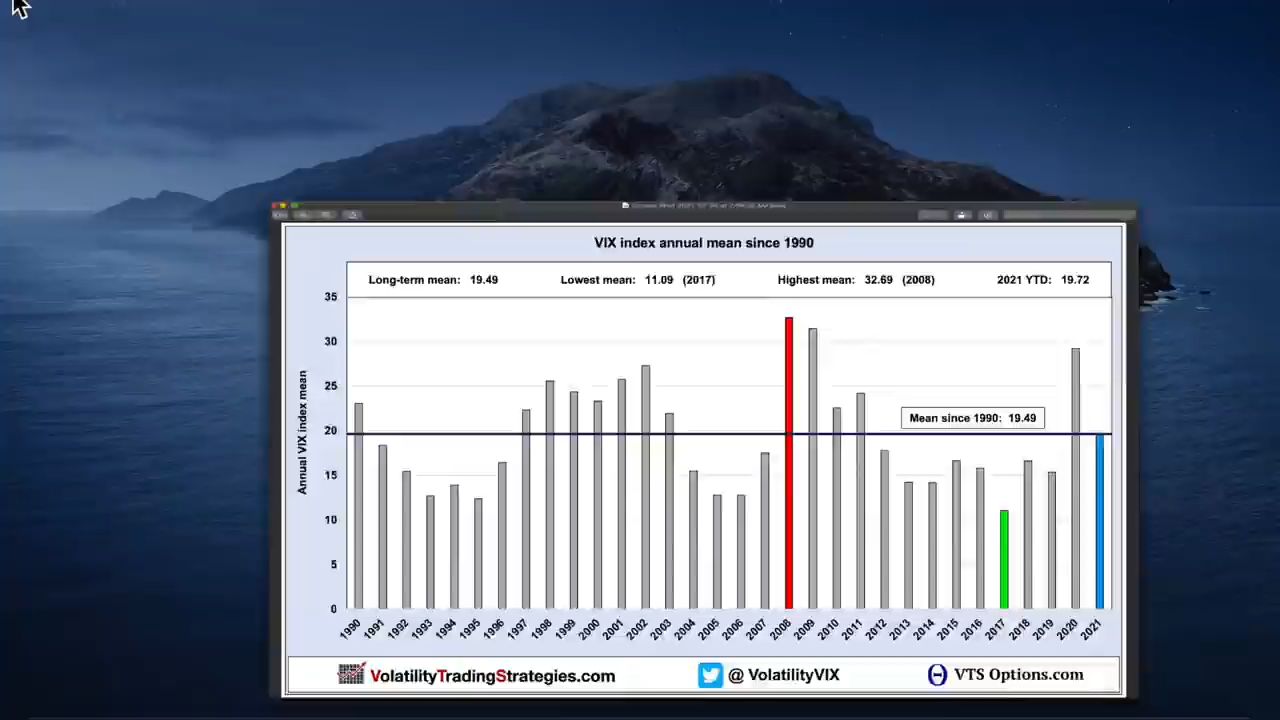 VIX index annual mean since 1990
Long-term mean: 19.49 Lowest mean: 11.09 (2017) Highest mean: 32.69 (2008) 2021 YTD: 19.72
35
30
25
20
15
10
5
0
Annual VIX index mean
Mean since 1990: 19.49
1990 1991 1992 1993 1994 1995 1996 1997 1998 1999 2000 2001 2002 2003 2004 2005 2006 2007 2008 2009 2010 2011 2012 2013 2014 2015 2016 2017 2018 2019 2020 2021
VolatilityTradingStrategies.com @ VolatilityVIX VTS Options.com